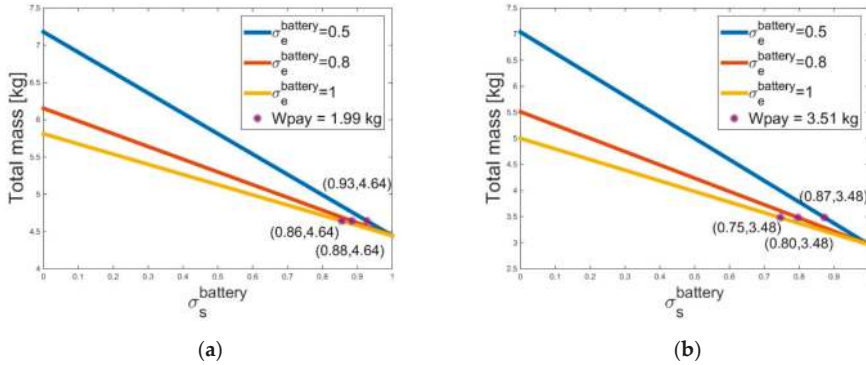 7.5
7
6.5
6
5.5
5
4.5
4
Total mass [kg]
σ_e^battery=0.5
σ_e^battery=0.8
σ_e^battery=1
Wpay = 1.99 kg
(0.93,4.64)
(0.86,4.64)
(0.88,4.64)
0 0.1 0.2 0.3 0.4 0.5 0.6 0.7 0.8 0.9 1
σ_s^battery
(a)
7.5
7
6.5
6
5.5
5
4.5
4
3.5
3
2.5
Total mass [kg]
σ_e^battery=0.5
σ_e^battery=0.8
σ_e^battery=1
Wpay = 3.51 kg
(0.87,3.48)
(0.75,3.48)
(0.80,3.48)
0 0.1 0.2 0.3 0.4 0.5 0.6 0.7 0.8 0.9
σ_s^battery
(b)